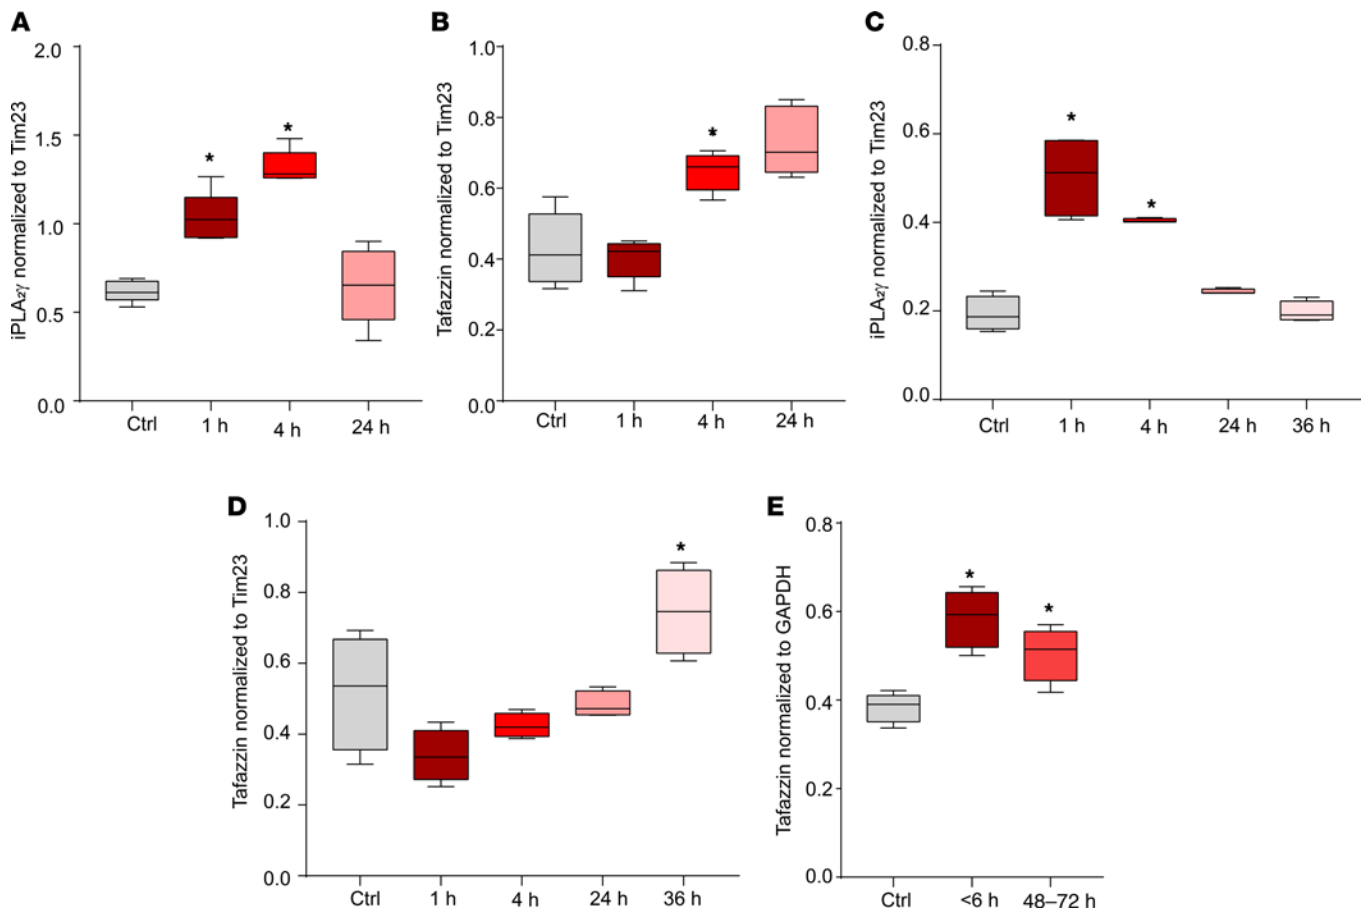 A
iPLA₂γ normalized to Tim23
2.0
1.5
1.0
0.5
0.0
*
*
Ctrl
1 h
4 h
24 h
B
Tafazzin normalized to Tim23
1.0
0.8
0.6
0.4
0.2
0.0
*
Ctrl
1 h
4 h
24 h
C
iPLA₂γ normalized to Tim23
0.8
0.6
0.4
0.2
0.0
*
*
Ctrl
1 h
4 h
24 h
36 h
D
Tafazzin normalized to Tim23
1.0
0.8
0.6
0.4
0.2
0.0
*
Ctrl
1 h
4 h
24 h
36 h
E
Tafazzin normalized to GAPDH
0.8
0.6
0.4
0.2
0.0
*
*
Ctrl
<6 h
48–72 h